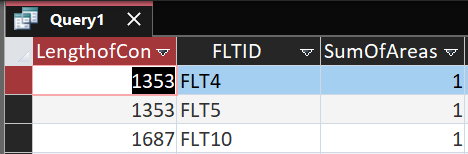 Query1
LengthofCon FLTID SumOfAreas
1353 FLT4 1
1353 FLT5 1
1687 FLT10 1